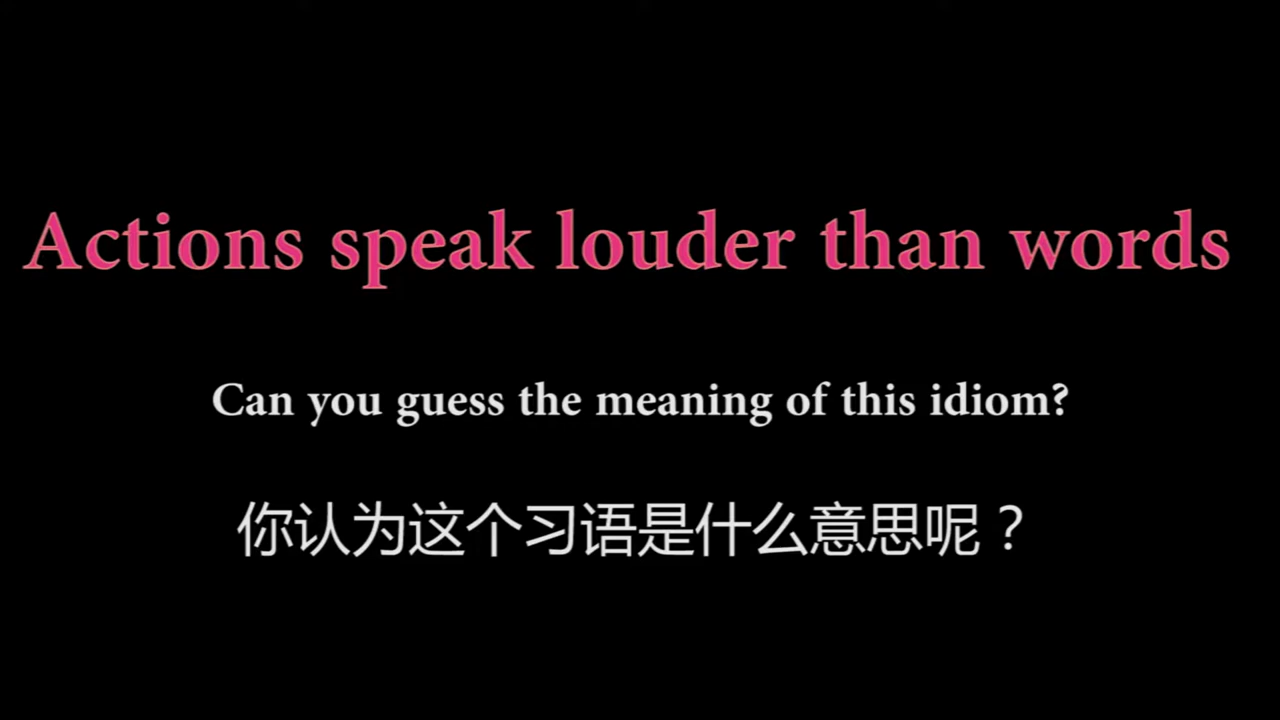 Actions speak louder than words
Can you guess the meaning of this idiom?
你认为这个习语是什么意思呢？